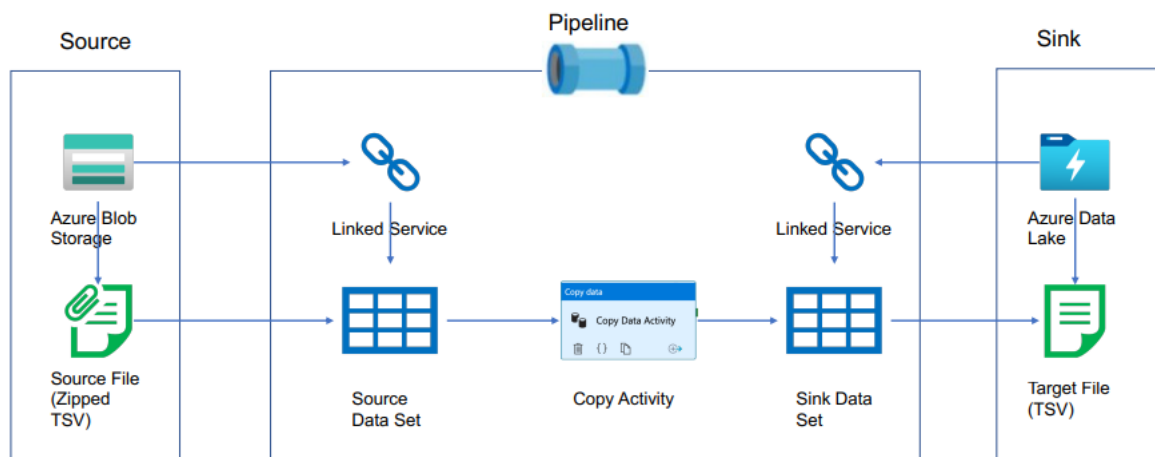 Source
Pipeline
Sink
Azure Blob
Storage
Linked Service
Linked Service
Azure Data
Lake
Copy data
Copy Data Activity
{}
Source File
(Zipped
TSV)
Source
Data Set
Copy Activity
Sink Data
Set
Target File
(TSV)